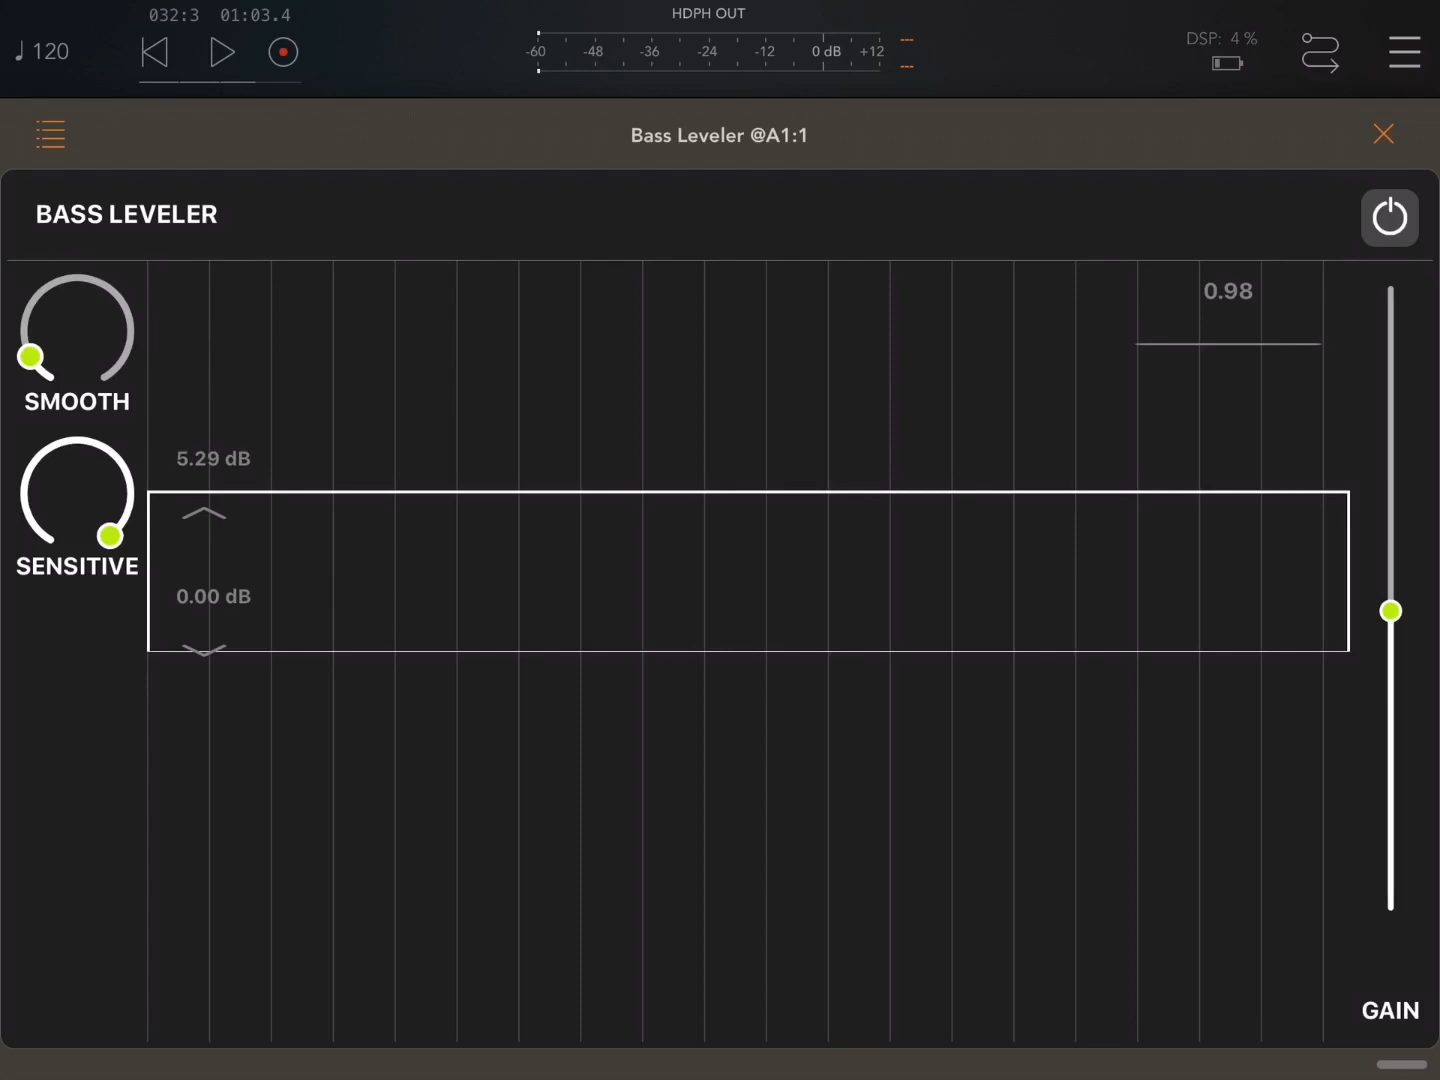 032:3 01:03.4
HDPH OUT
♩120
-60 -48 -36 -24 -12 0 dB +12
---
---
DSP: 4 %
Bass Leveler @A1:1
BASS LEVELER
0.98
SMOOTH
5.29 dB
SENSITIVE
0.00 dB
GAIN